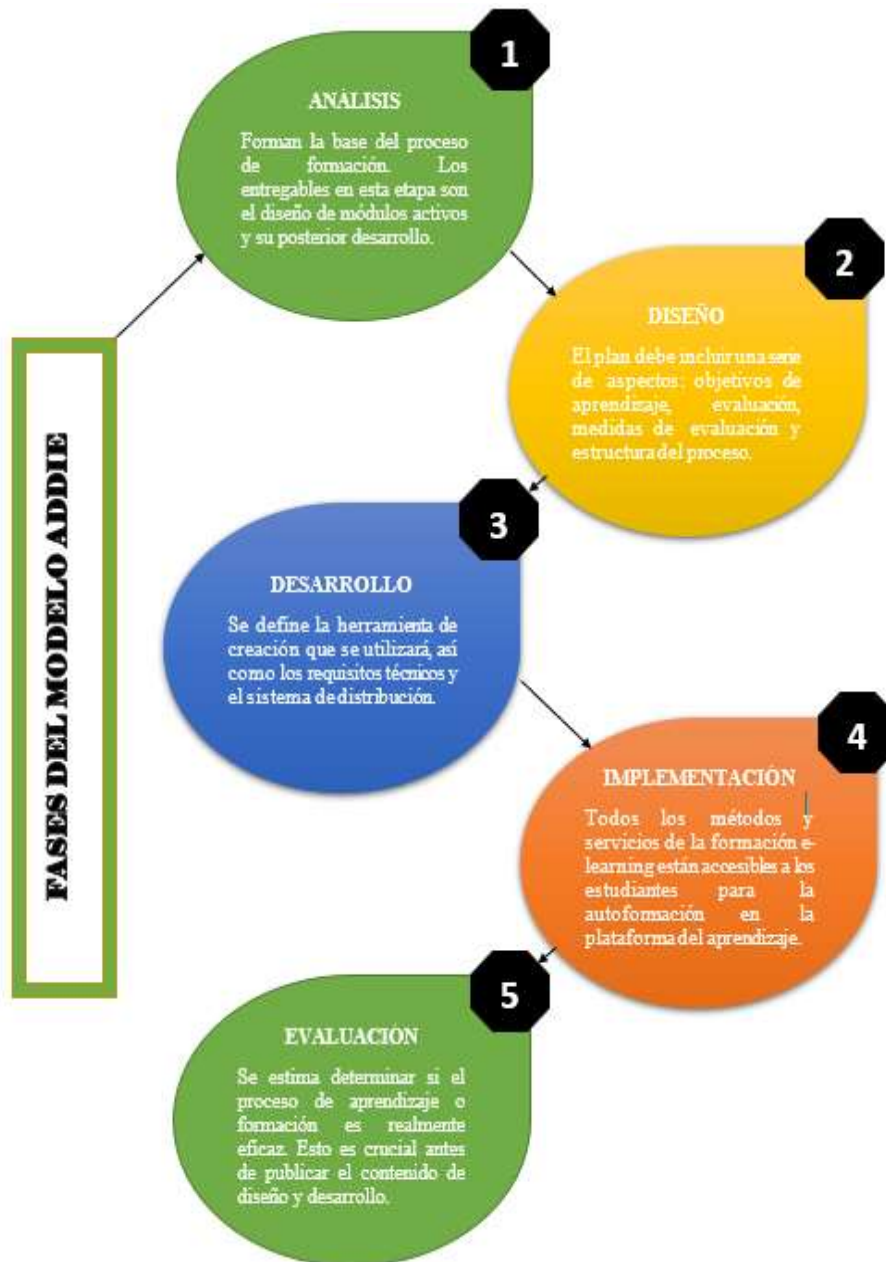 FASES DEL MODELO ADDIE
1
ANÁLISIS
Forman la base del proceso
de formación. Los
entregables en esta etapa son
el diseño de módulos activos
y su posterior desarrollo.
2
DISEÑO
El plan debe incluir una serie
de aspectos: objetivos de
aprendizaje, evaluación,
medidas de evaluación y
estructura del proceso.
3
DESARROLLO
Se define la herramienta de
creación que se utilizará, así
como los requisitos técnicos y
el sistema de distribución.
4
IMPLEMENTACIÓN
Todos los métodos y
servicios de la formación e-
learning están accesibles a los
estudiantes para la
autoformación en la
plataforma del aprendizaje.
5
EVALUACIÓN
Se estima determinar si el
proceso de aprendizaje o
formación es realmente
eficaz. Esto es crucial antes
de publicar el contenido de
diseño y desarrollo.